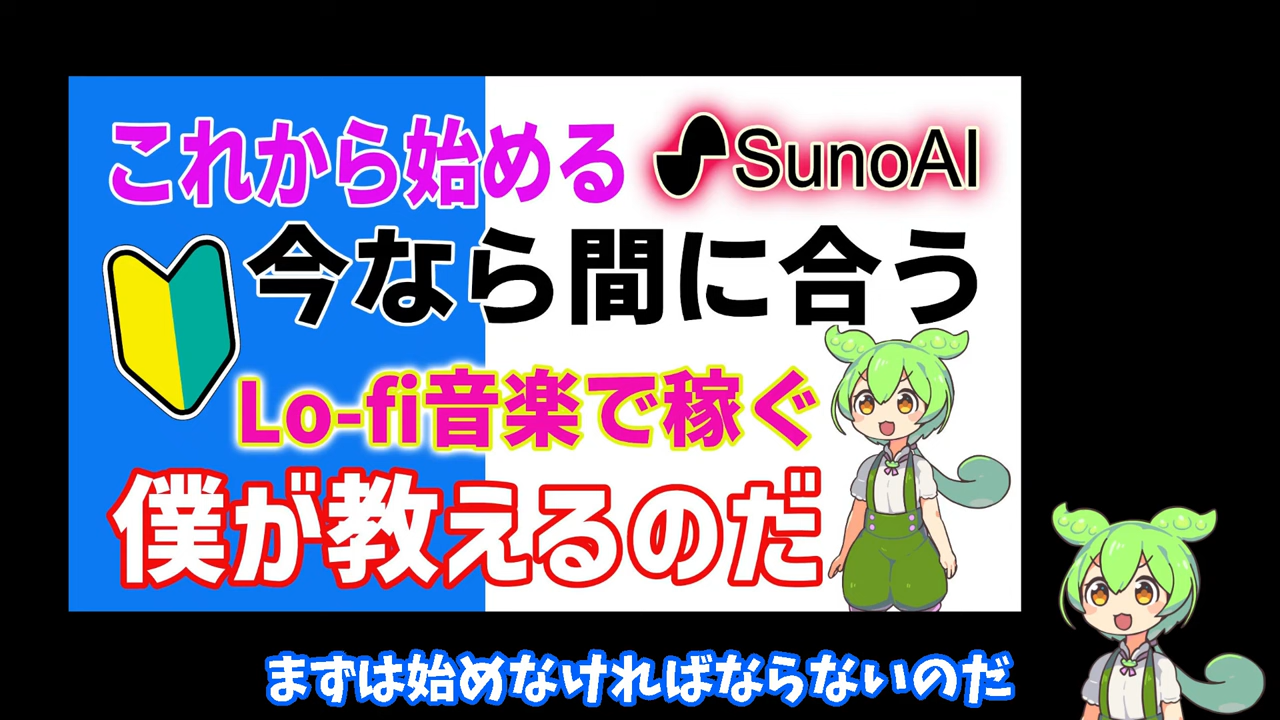 これから始める SunoAI
今なら間に合う
Lo-fi音楽で稼ぐ
僕が教えるのだ
まずは始めなければならないのだ